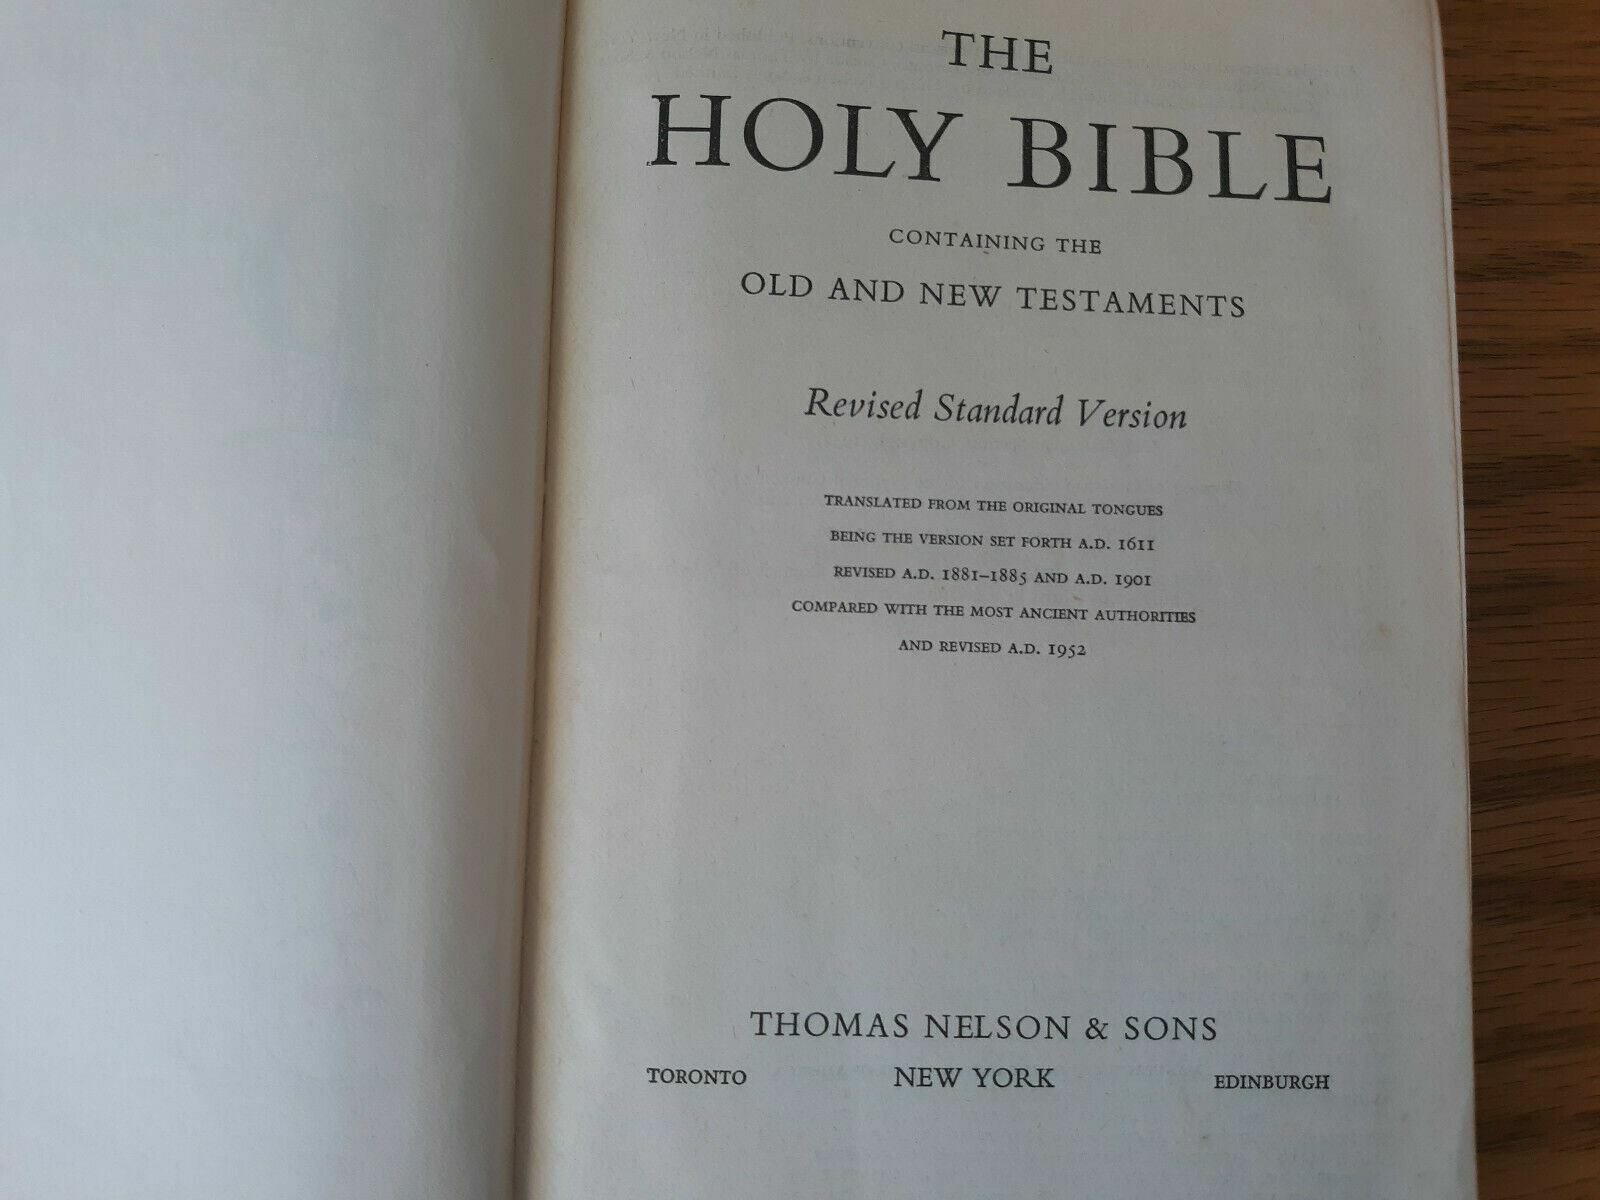 THE
HOLY BIBLE
CONTAINING THE
OLD AND NEW TESTAMENTS
Revised Standard Version
TRANSLATED FROM THE ORIGINAL TONGUES
BEING THE VERSION SET FORTH A.D. 1611
REVISED A.D. 1881–1885 AND A.D. 1901
COMPARED WITH THE MOST ANCIENT AUTHORITIES
AND REVISED A.D. 1952
THOMAS NELSON & SONS
TORONTO NEW YORK EDINBURGH